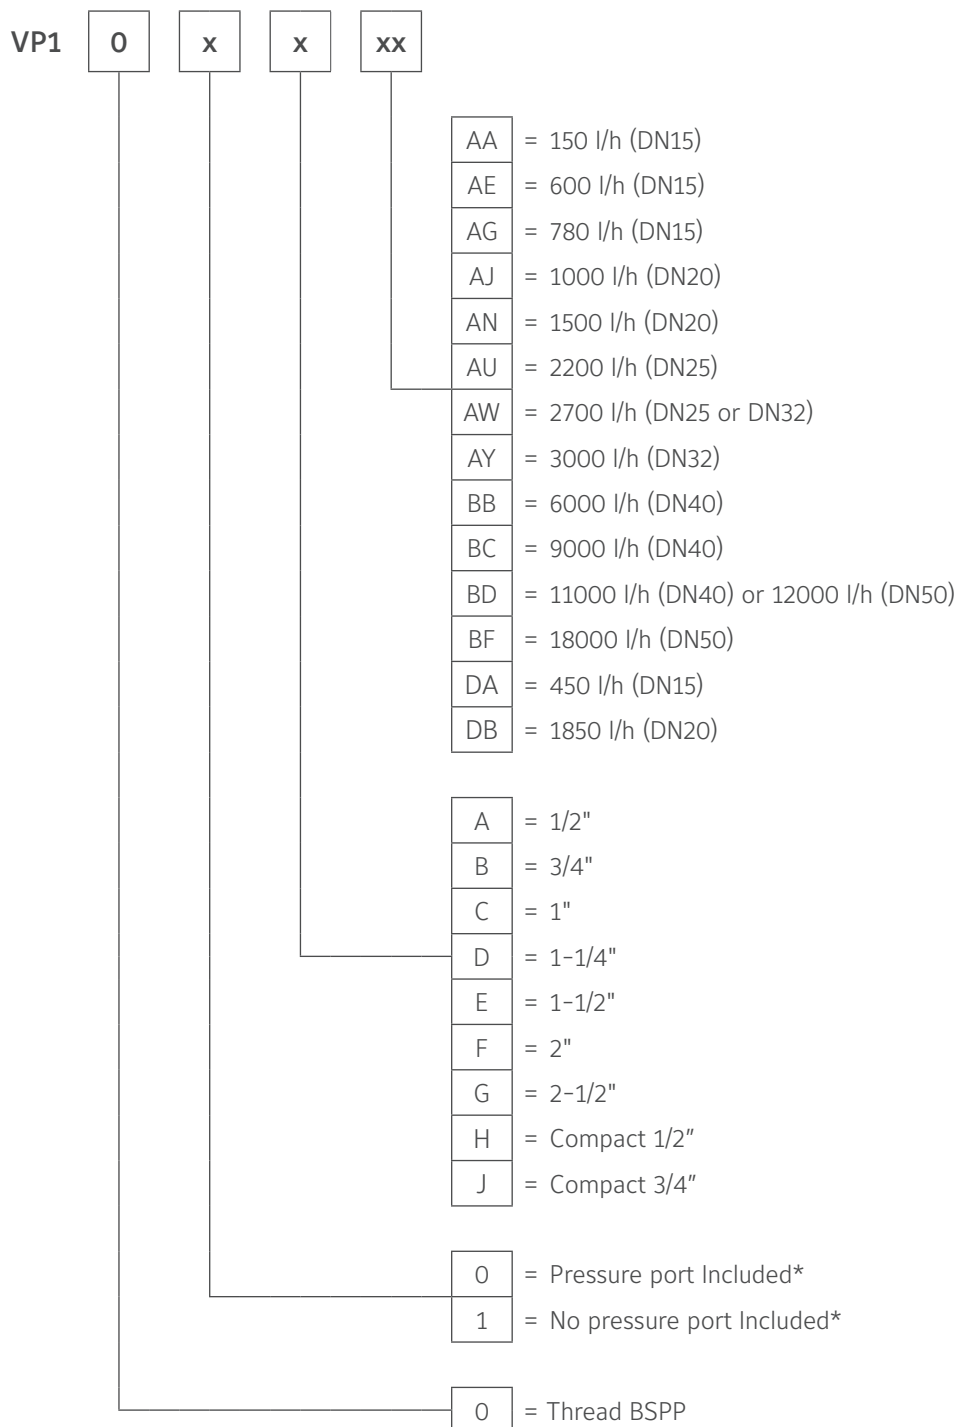 VP1 0 x x xx
AA = 150 l/h (DN15)
AE = 600 l/h (DN15)
AG = 780 l/h (DN15)
AJ = 1000 l/h (DN20)
AN = 1500 l/h (DN20)
AU = 2200 l/h (DN25)
AW = 2700 l/h (DN25 or DN32)
AY = 3000 l/h (DN32)
BB = 6000 l/h (DN40)
BC = 9000 l/h (DN40)
BD = 11000 l/h (DN40) or 12000 l/h (DN50)
BF = 18000 l/h (DN50)
DA = 450 l/h (DN15)
DB = 1850 l/h (DN20)
A = 1/2"
B = 3/4"
C = 1"
D = 1-1/4"
E = 1-1/2"
F = 2"
G = 2-1/2"
H = Compact 1/2”
J = Compact 3/4”
0 = Pressure port Included*
1 = No pressure port Included*
0 = Thread BSPP